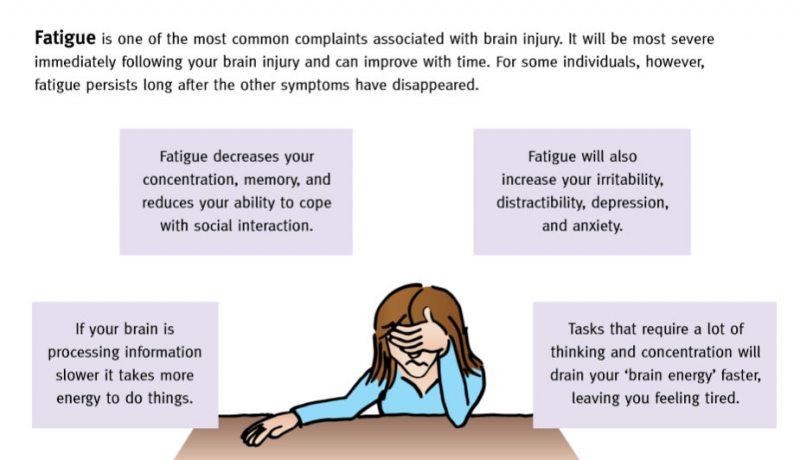 Fatigue is one of the most common complaints associated with brain injury. It will be most severe
immediately following your brain injury and can improve with time. For some individuals, however,
fatigue persists long after the other symptoms have disappeared.
Fatigue decreases your
concentration, memory, and
reduces your ability to cope
with social interaction.
Fatigue will also
increase your irritability,
distractibility, depression,
and anxiety.
If your brain is
processing information
slower it takes more
energy to do things.
Tasks that require a lot of
thinking and concentration will
drain your ‘brain energy’ faster,
leaving you feeling tired.